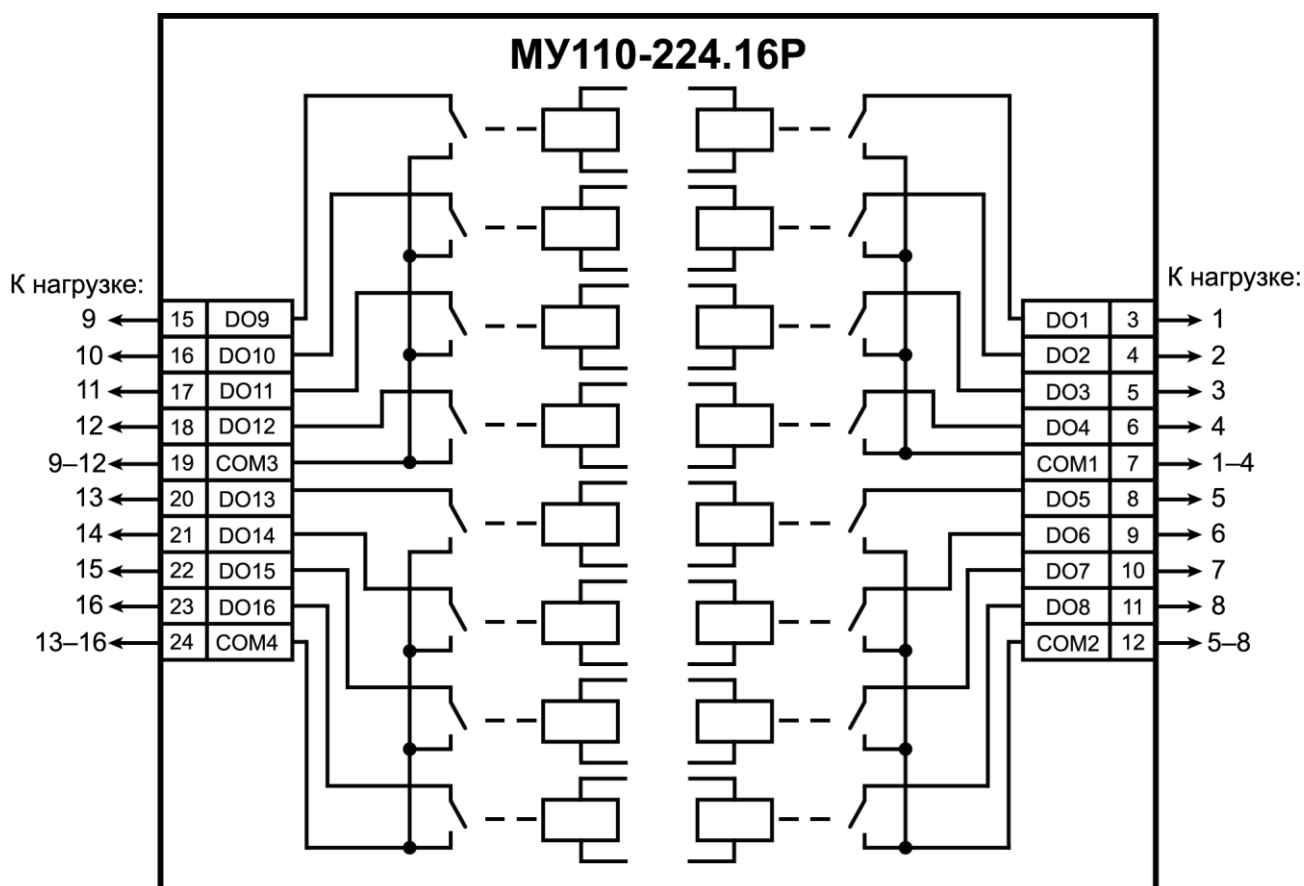 МУ110-224.16Р
К нагрузке:
9 15 DO9
10 16 DO10
11 17 DO11
12 18 DO12
9–12 19 COM3
13 20 DO13
14 21 DO14
15 22 DO15
16 23 DO16
13–16 24 COM4
К нагрузке:
DO1 3 1
DO2 4 2
DO3 5 3
DO4 6 4
COM1 7 1–4
DO5 8 5
DO6 9 6
DO7 10 7
DO8 11 8
COM2 12 5–8